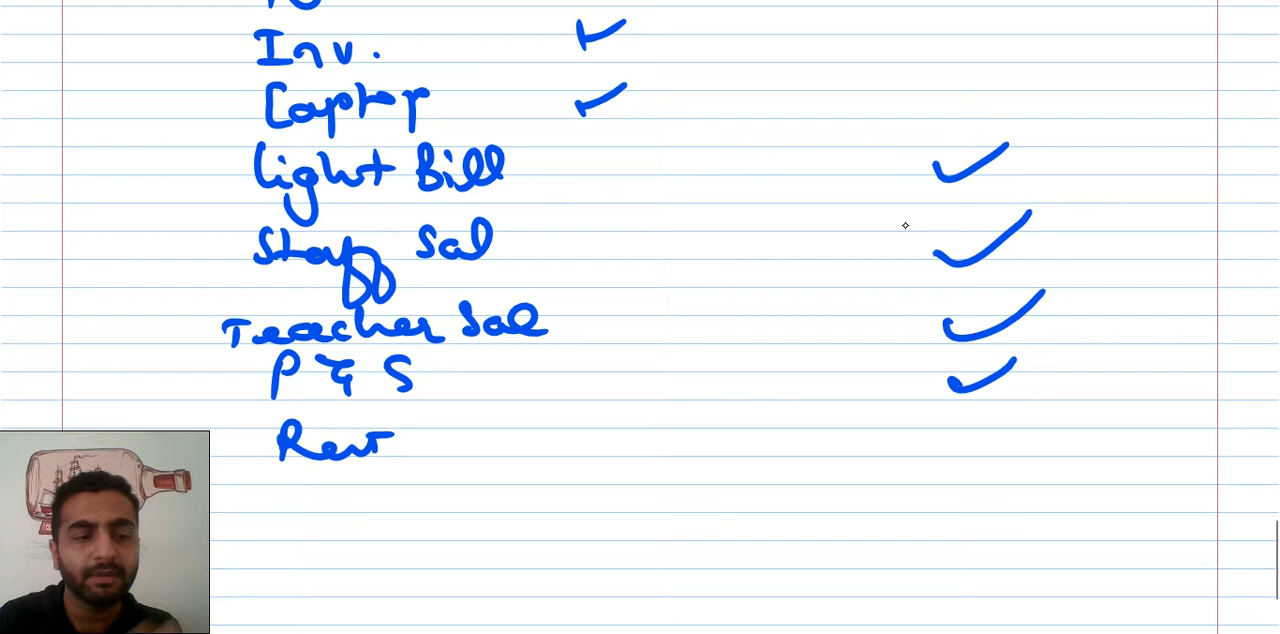 Inv.
Laptop
Light Bill
Staff Sal
Teacher Sal
P & S
Rent